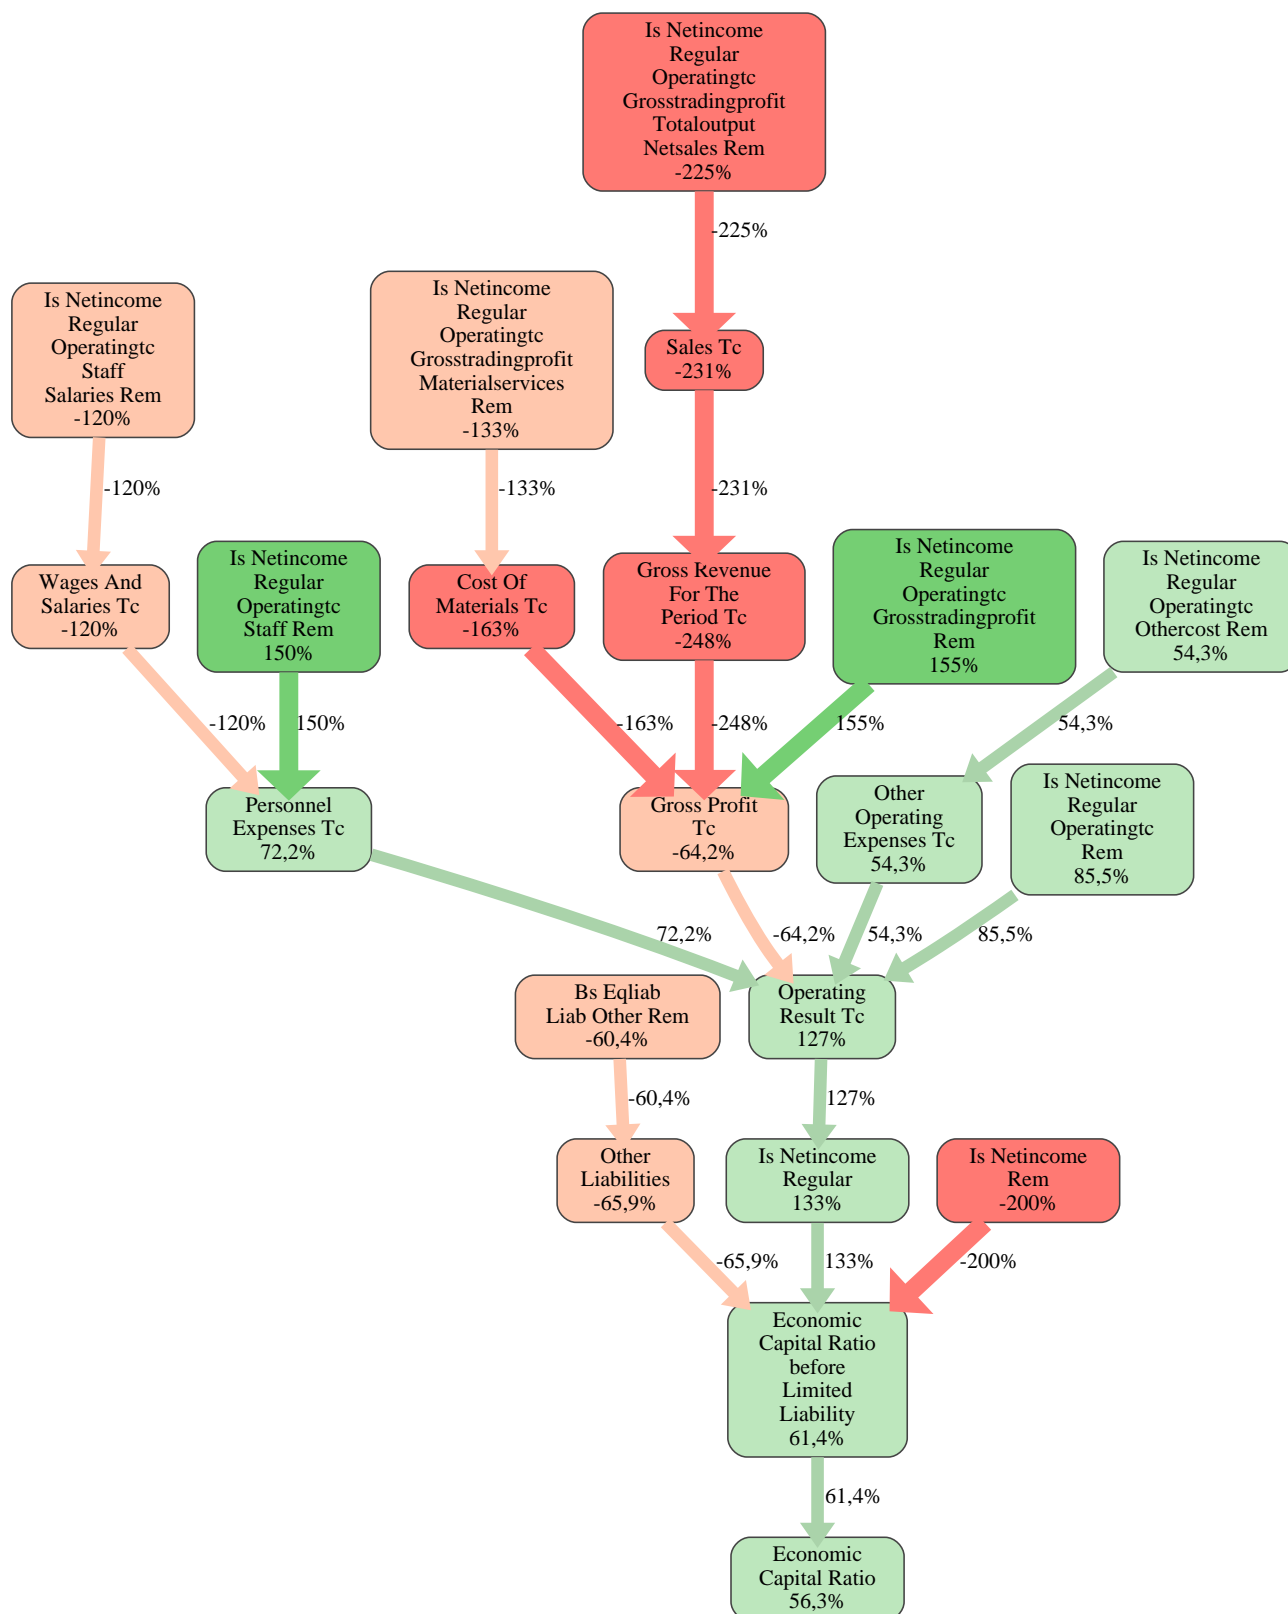 Is Netincome
Regular
Operatingtc
Grosstradingprofit
Totaloutput
Netsales Rem
-225%
-225%
Is Netincome
Regular
Operatingtc
Staff
Salaries Rem
-120%
Is Netincome
Regular
Operatingtc
Grosstradingprofit
Materialservices
Rem
-133%
Sales Tc
-231%
-120%
-133%
-231%
Wages And
Salaries Tc
-120%
Is Netincome
Regular
Operatingtc
Staff Rem
150%
Cost Of
Materials Tc
-163%
Gross Revenue
For The
Period Tc
-248%
Is Netincome
Regular
Operatingtc
Grosstradingprofit
Rem
155%
Is Netincome
Regular
Operatingtc
Othercost Rem
54,3%
-120%
150%
-163%
-248%
155%
54,3%
Personnel
Expenses Tc
72,2%
Gross Profit
Tc
-64,2%
Other
Operating
Expenses Tc
54,3%
Is Netincome
Regular
Operatingtc
Rem
85,5%
72,2%
-64,2%
54,3%
85,5%
Bs Eqliab
Liab Other Rem
-60,4%
Operating
Result Tc
127%
-60,4%
127%
Other
Liabilities
-65,9%
Is Netincome
Regular
133%
Is Netincome
Rem
-200%
-65,9%
133%
-200%
Economic
Capital Ratio
before
Limited
Liability
61,4%
61,4%
Economic
Capital Ratio
56,3%